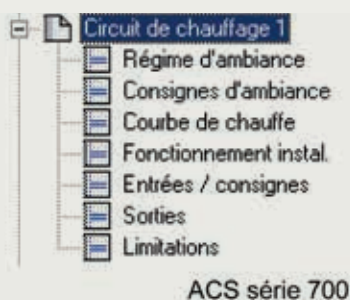 Circuit de chauffage 1
Régime d'ambiance
Consignes d'ambiance
Courbe de chauffe
Fonctionnement instal.
Entrées / consignes
Sorties
Limitations
ACS série 700